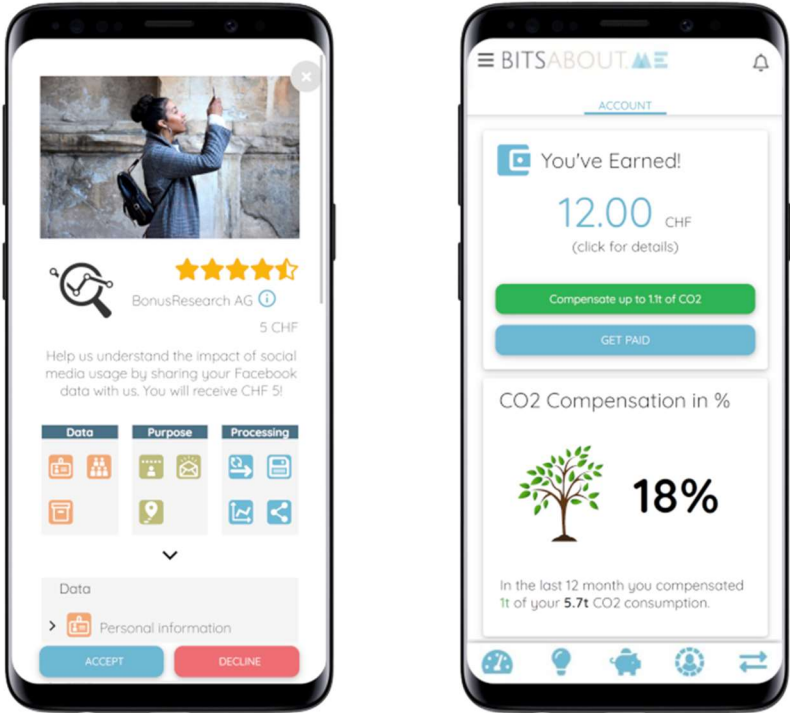 BonusResearch AG
5 CHF
Help us understand the impact of social
media usage by sharing your Facebook
data with us. You will receive CHF 5!
Data Purpose Processing
Data
Personal information
ACCEPT DECLINE
BITSABOUT.ME
ACCOUNT
You've Earned!
12.00 CHF
(click for details)
Compensate up to 1.1t of CO2
GET PAID
CO2 Compensation in %
18%
In the last 12 month you compensated
1t of your 5.7t CO2 consumption.